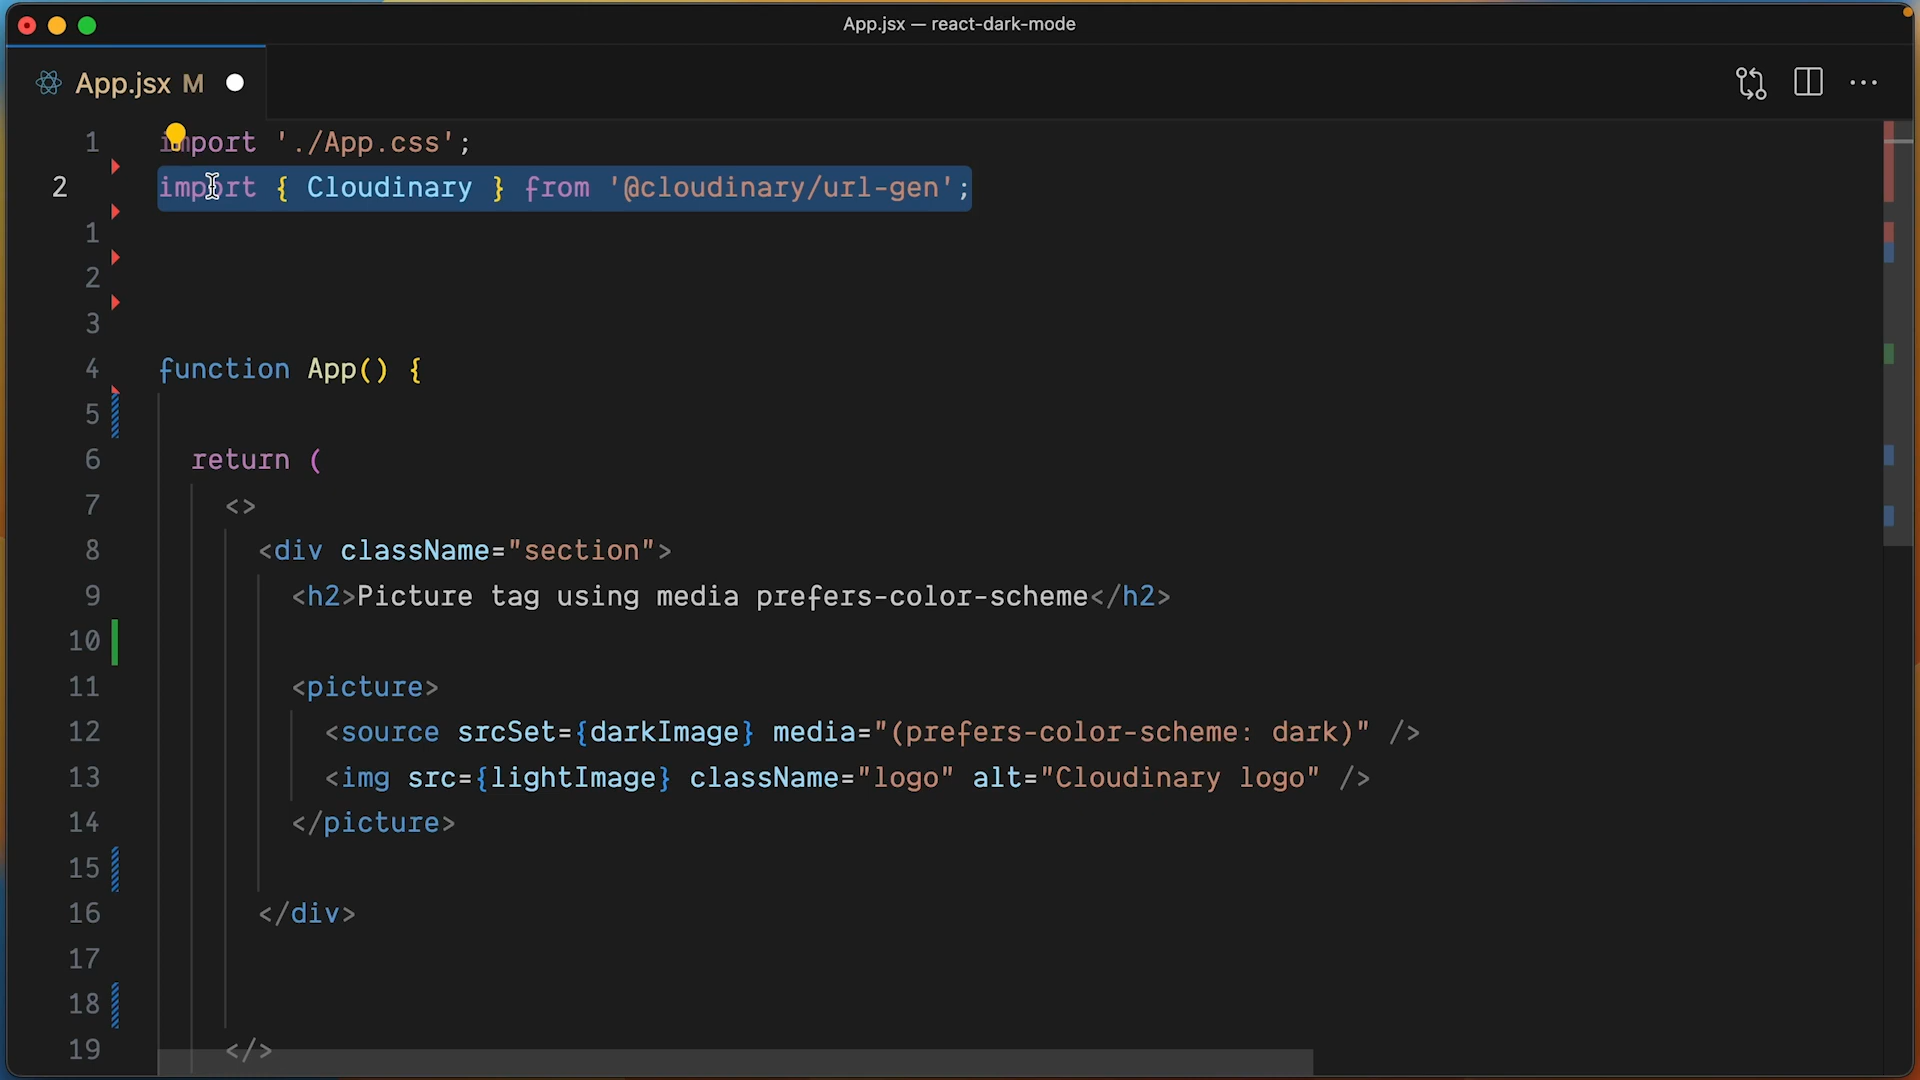 App.jsx — react-dark-mode
App.jsx M
1 import './App.css';
2 import { Cloudinary } from '@cloudinary/url-gen';
1
2
3
4 function App() {
5
6 return (
7 <>
8 <div className="section">
9 <h2>Picture tag using media prefers-color-scheme</h2>
10
11 <picture>
12 <source srcSet={darkImage} media="(prefers-color-scheme: dark)" />
13 <img src={lightImage} className="logo" alt="Cloudinary logo" />
14 </picture>
15
16 </div>
17
18
19 </>